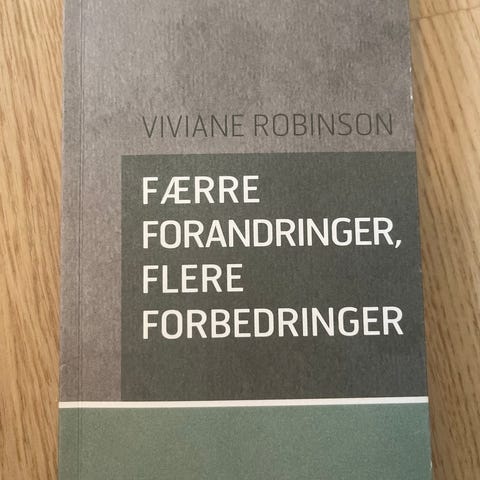 VIVIANE ROBINSON
FÆRRE
FORANDRINGER,
FLERE
FORBEDRINGER